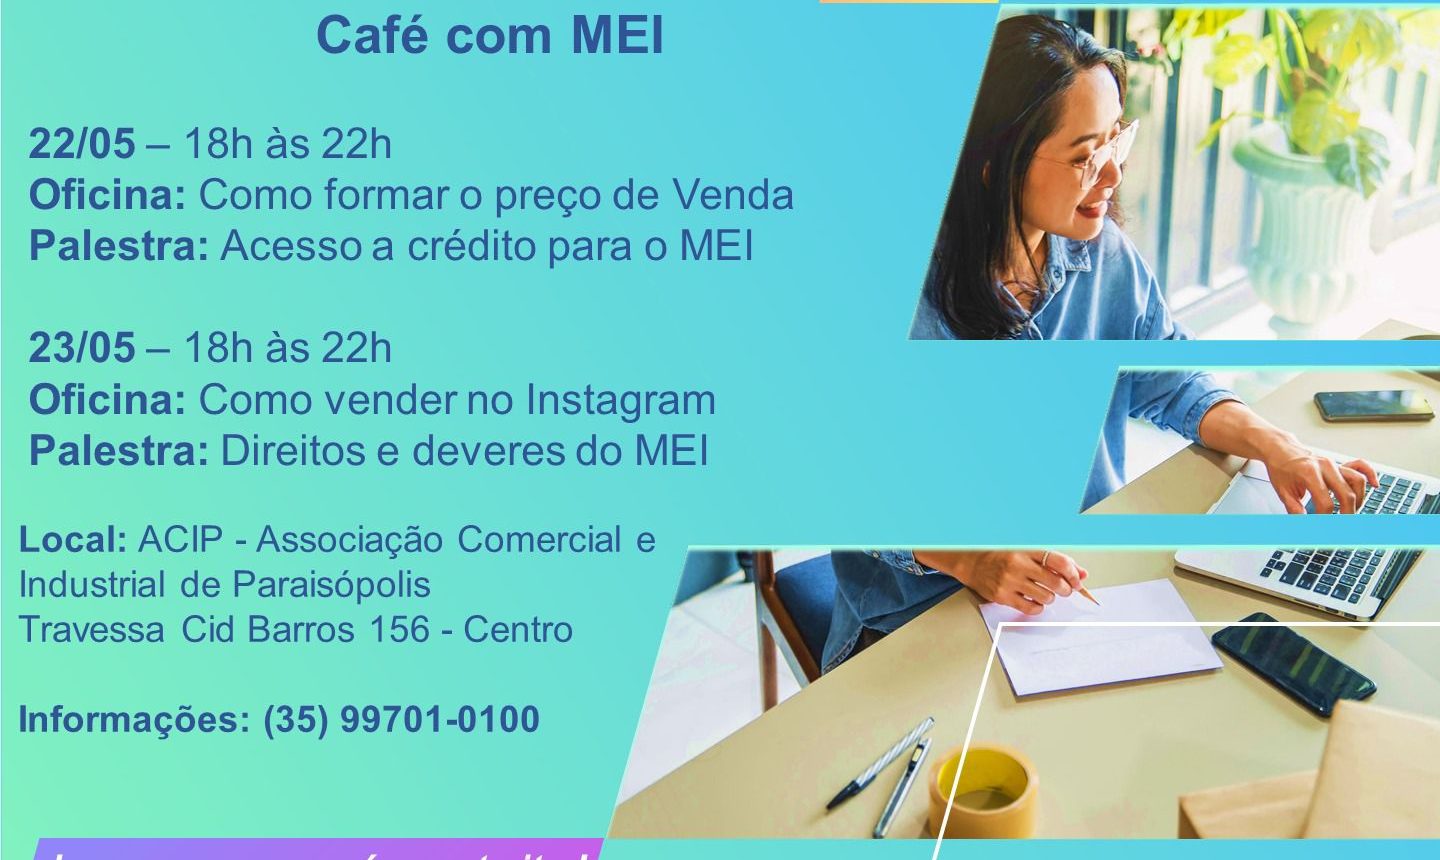 Café com MEI
22/05 – 18h às 22h
Oficina: Como formar o preço de Venda
Palestra: Acesso a crédito para o MEI
23/05 – 18h às 22h
Oficina: Como vender no Instagram
Palestra: Direitos e deveres do MEI
Local: ACIP - Associação Comercial e
Industrial de Paraisópolis
Travessa Cid Barros 156 - Centro
Informações: (35) 99701-0100